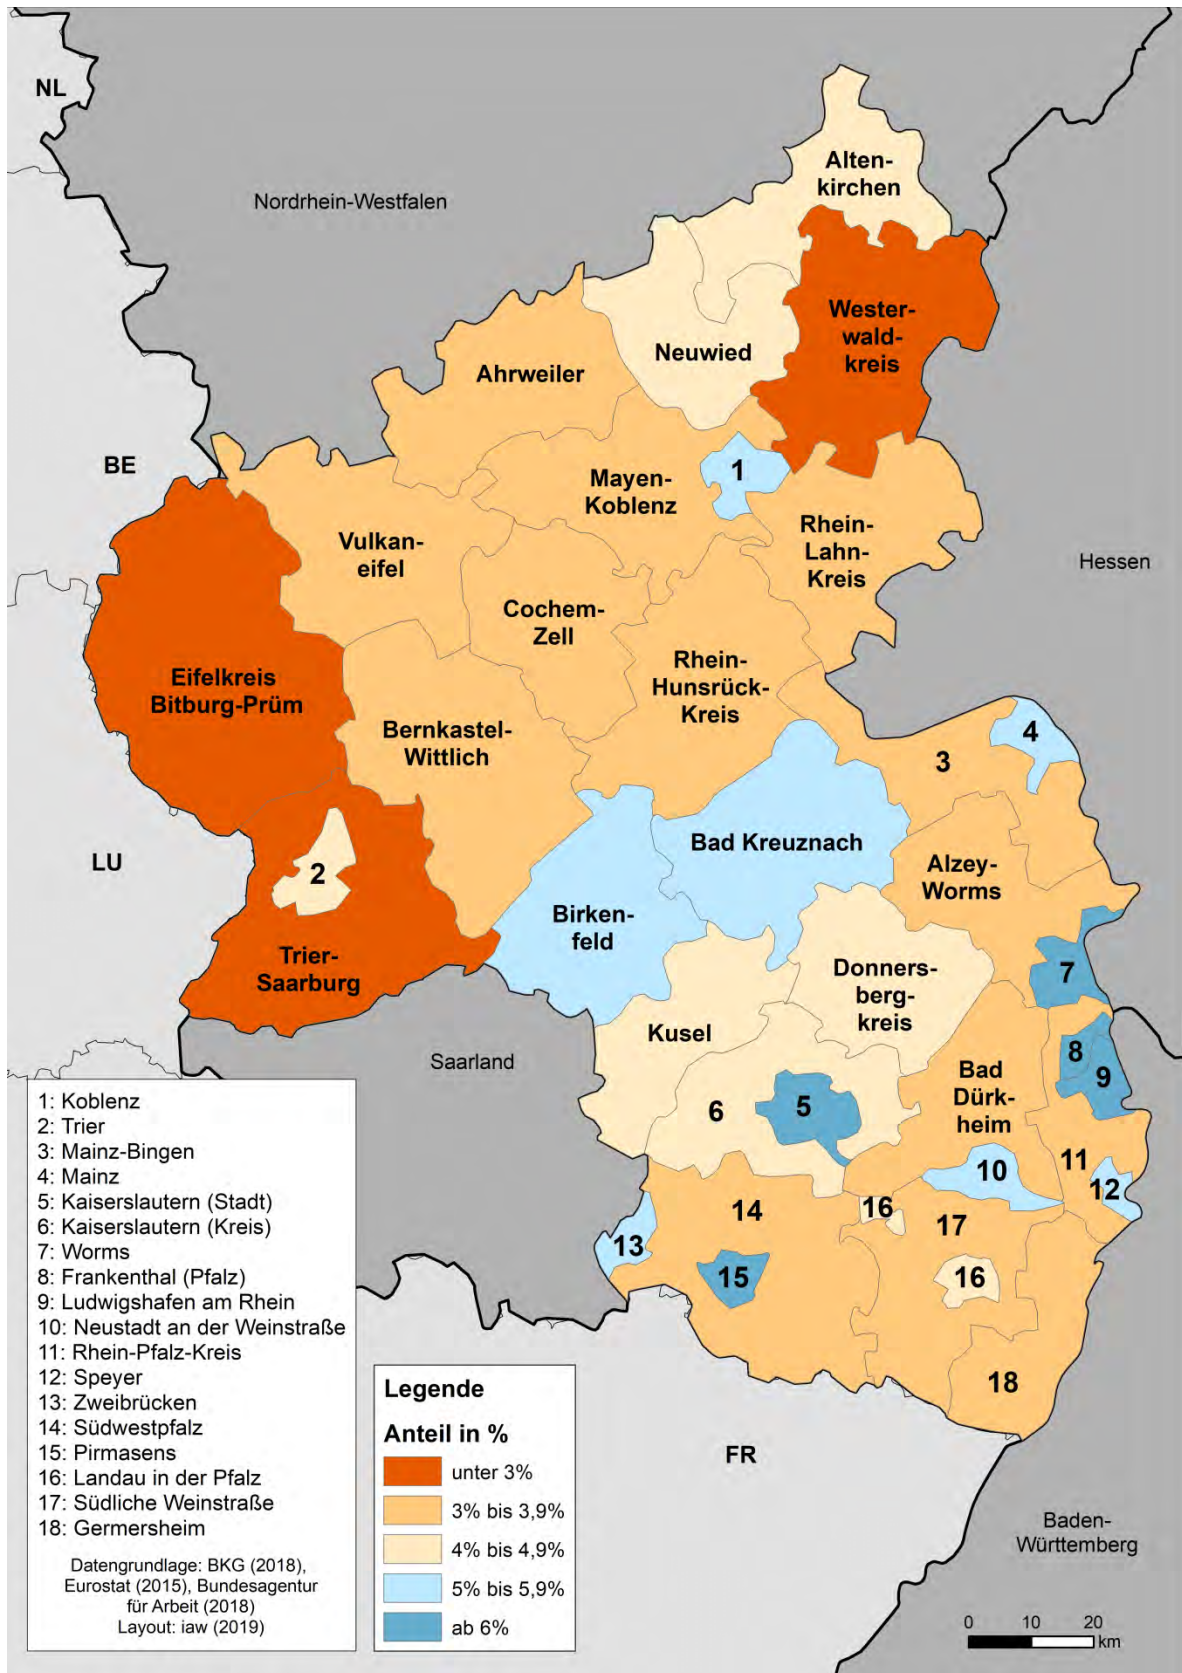 NL
Alten-
kirchen
Nordrhein-Westfalen
Wester-
wald-
kreis
Neuwied
Ahrweiler
BE
1
Mayen-
Koblenz
Rhein-
Lahn-
Kreis
Vulkan-
eifel
Hessen
Cochem-
Zell
Eifelkreis
Bitburg-Prüm
Rhein-
Hunsrück-
Kreis
Bernkastel-
Wittlich
4
3
Bad Kreuznach
LU
2
Alzey-
Worms
Birken-
feld
Trier-
Saarburg
Donners-
berg-
kreis
7
Kusel
Saarland
8
9
Bad
Dürk-
heim
5
6
10
11
12
14
16
17
13
15
16
18
1: Koblenz
2: Trier
3: Mainz-Bingen
4: Mainz
5: Kaiserslautern (Stadt)
6: Kaiserslautern (Kreis)
7: Worms
8: Frankenthal (Pfalz)
9: Ludwigshafen am Rhein
10: Neustadt an der Weinstraße
11: Rhein-Pfalz-Kreis
12: Speyer
13: Zweibrücken
14: Südwestpfalz
15: Pirmasens
16: Landau in der Pfalz
17: Südliche Weinstraße
18: Germersheim
Datengrundlage: BKG (2018),
Eurostat (2015), Bundesagentur
für Arbeit (2018)
Layout: iaw (2019)
Legende
Anteil in %
unter 3%
3% bis 3,9%
4% bis 4,9%
5% bis 5,9%
ab 6%
FR
Baden-
Württemberg
0 10 20
km